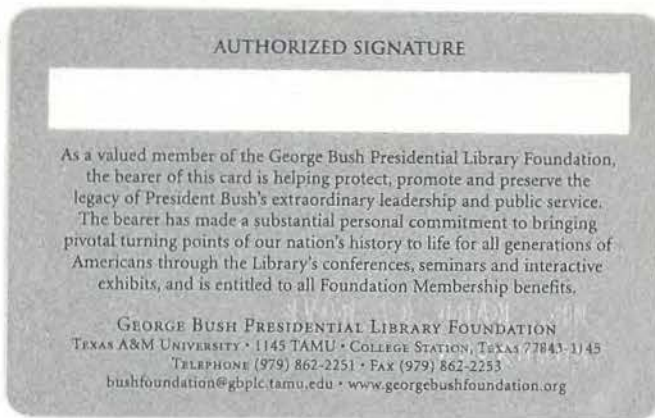 AUTHORIZED SIGNATURE
As a valued member of the George Bush Presidential Library Foundation,
the bearer of this card is helping protect, promote and preserve the
legacy of President Bush's extraordinary leadership and public service.
The bearer has made a substantial personal commitment to bringing
pivotal turning points of our nation's history to life for all generations of
Americans through the Library's conferences, seminars and interactive
exhibits, and is entitled to all Foundation Membership benefits.
GEORGE BUSH PRESIDENTIAL LIBRARY FOUNDATION
TEXAS A&M UNIVERSITY • 1145 TAMU • COLLEGE STATION, TEXAS 77843-1145
TELEPHONE (979) 862-2251 • FAX (979) 862-2253
bushfoundation@gbplc.tamu.edu • www.georgebushfoundation.org